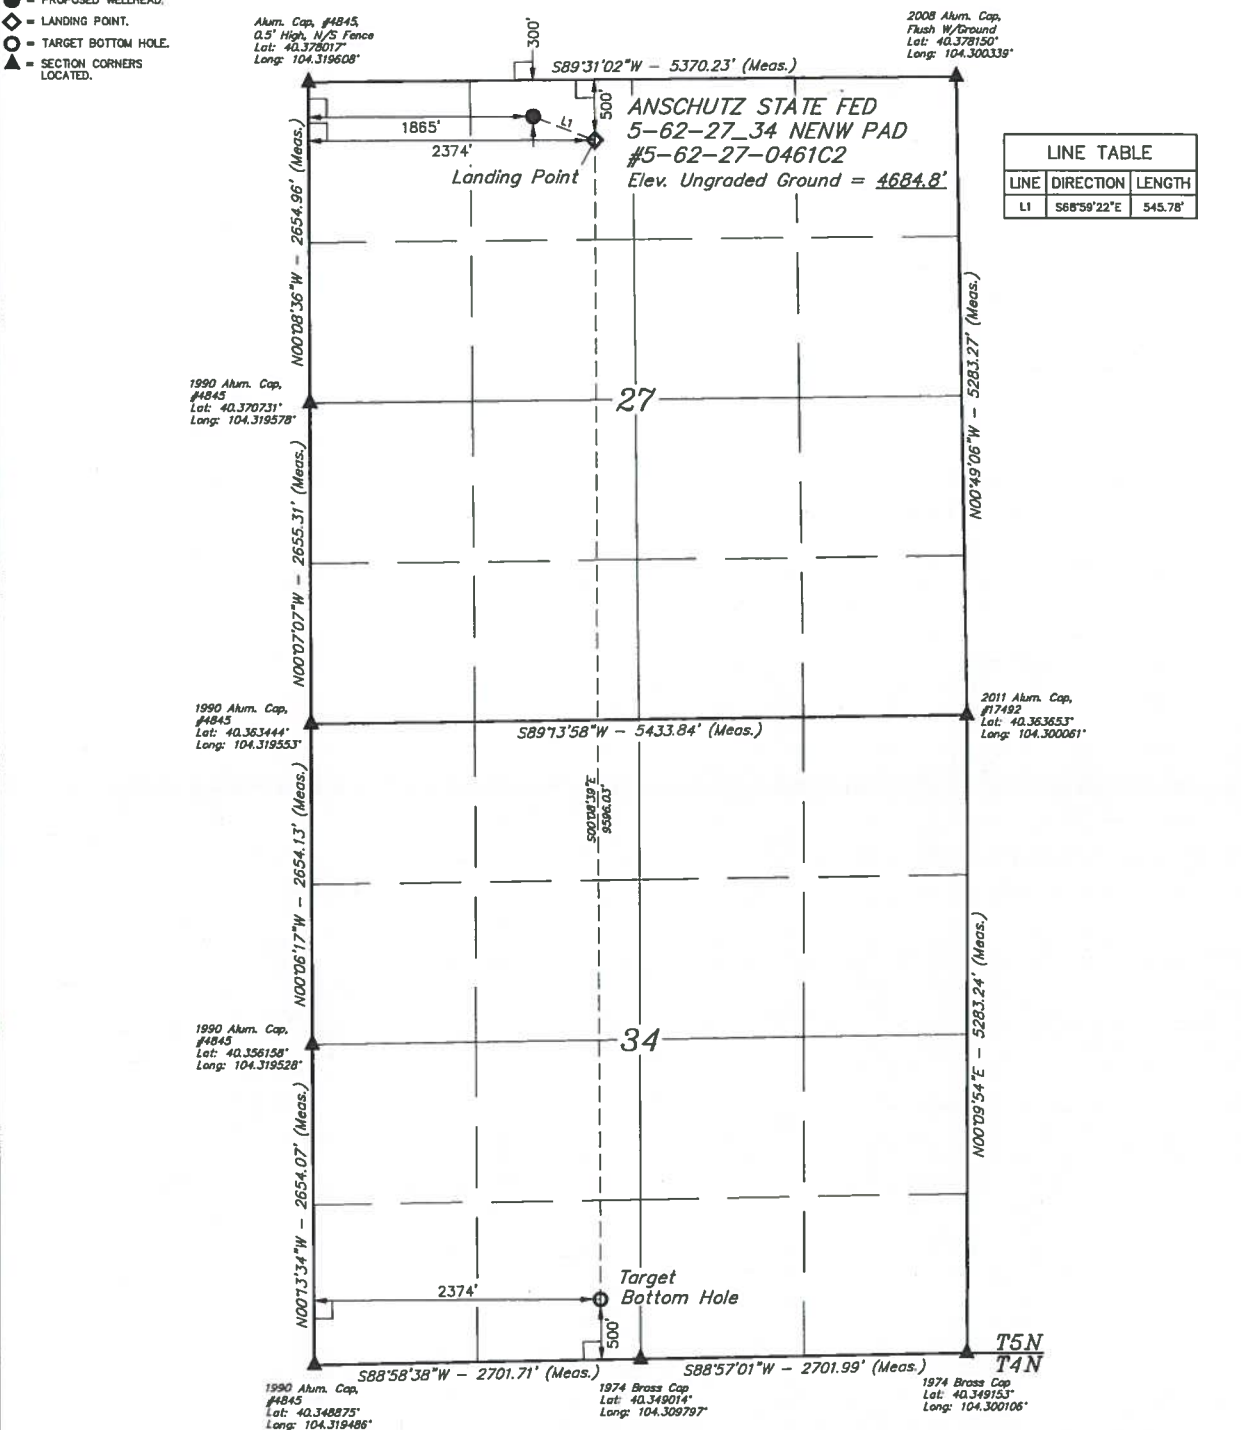 = PROPOSED WELLHEAD.
= LANDING POINT.
= TARGET BOTTOM HOLE.
= SECTION CORNERS
LOCATED.
Alum. Cap, #4845,
0.5' High, N/S Fence
Lat: 40.378017°
Long: 104.319608°
300'
S89°31'02"W - 5370.23' (Meas.)
2008 Alum. Cap,
Flush W/Ground
Lat: 40.378150°
Long: 104.300339°
1865'
L1
500'
2374'
Landing Point
ANSCHUTZ STATE FED
5-62-27_34 NENW PAD
#5-62-27-0461C2
Elev. Ungraded Ground = 4684.8'
LINE TABLE
LINE DIRECTION LENGTH
L1 S68°59'22"E 545.78'
N00°08'36"W - 2654.96' (Meas.)
N00°49'06"W - 5283.27' (Meas.)
1990 Alum. Cap,
#4845
Lat: 40.370731°
Long: 104.319578°
27
N00°07'07"W - 2655.31' (Meas.)
1990 Alum. Cap,
#4845
Lat: 40.363444°
Long: 104.319553°
S89°13'58"W - 5433.84' (Meas.)
2011 Alum. Cap,
#17492
Lat: 40.363653°
Long: 104.300061°
S00°08'39"E
9596.03'
N00°06'17"W - 2654.13' (Meas.)
N00°09'54"E - 5283.24' (Meas.)
1990 Alum. Cap,
#4845
Lat: 40.356158°
Long: 104.319528°
34
N00°13'34"W - 2654.07' (Meas.)
2374'
Target
Bottom Hole
500'
T5N
T4N
S88°58'38"W - 2701.71' (Meas.)
S88°57'01"W - 2701.99' (Meas.)
1990 Alum. Cap,
#4845
Lat: 40.348875°
Long: 104.319486°
1974 Brass Cap
Lat: 40.349014°
Long: 104.309797°
1974 Brass Cap
Lat: 40.349153°
Long: 104.300106°